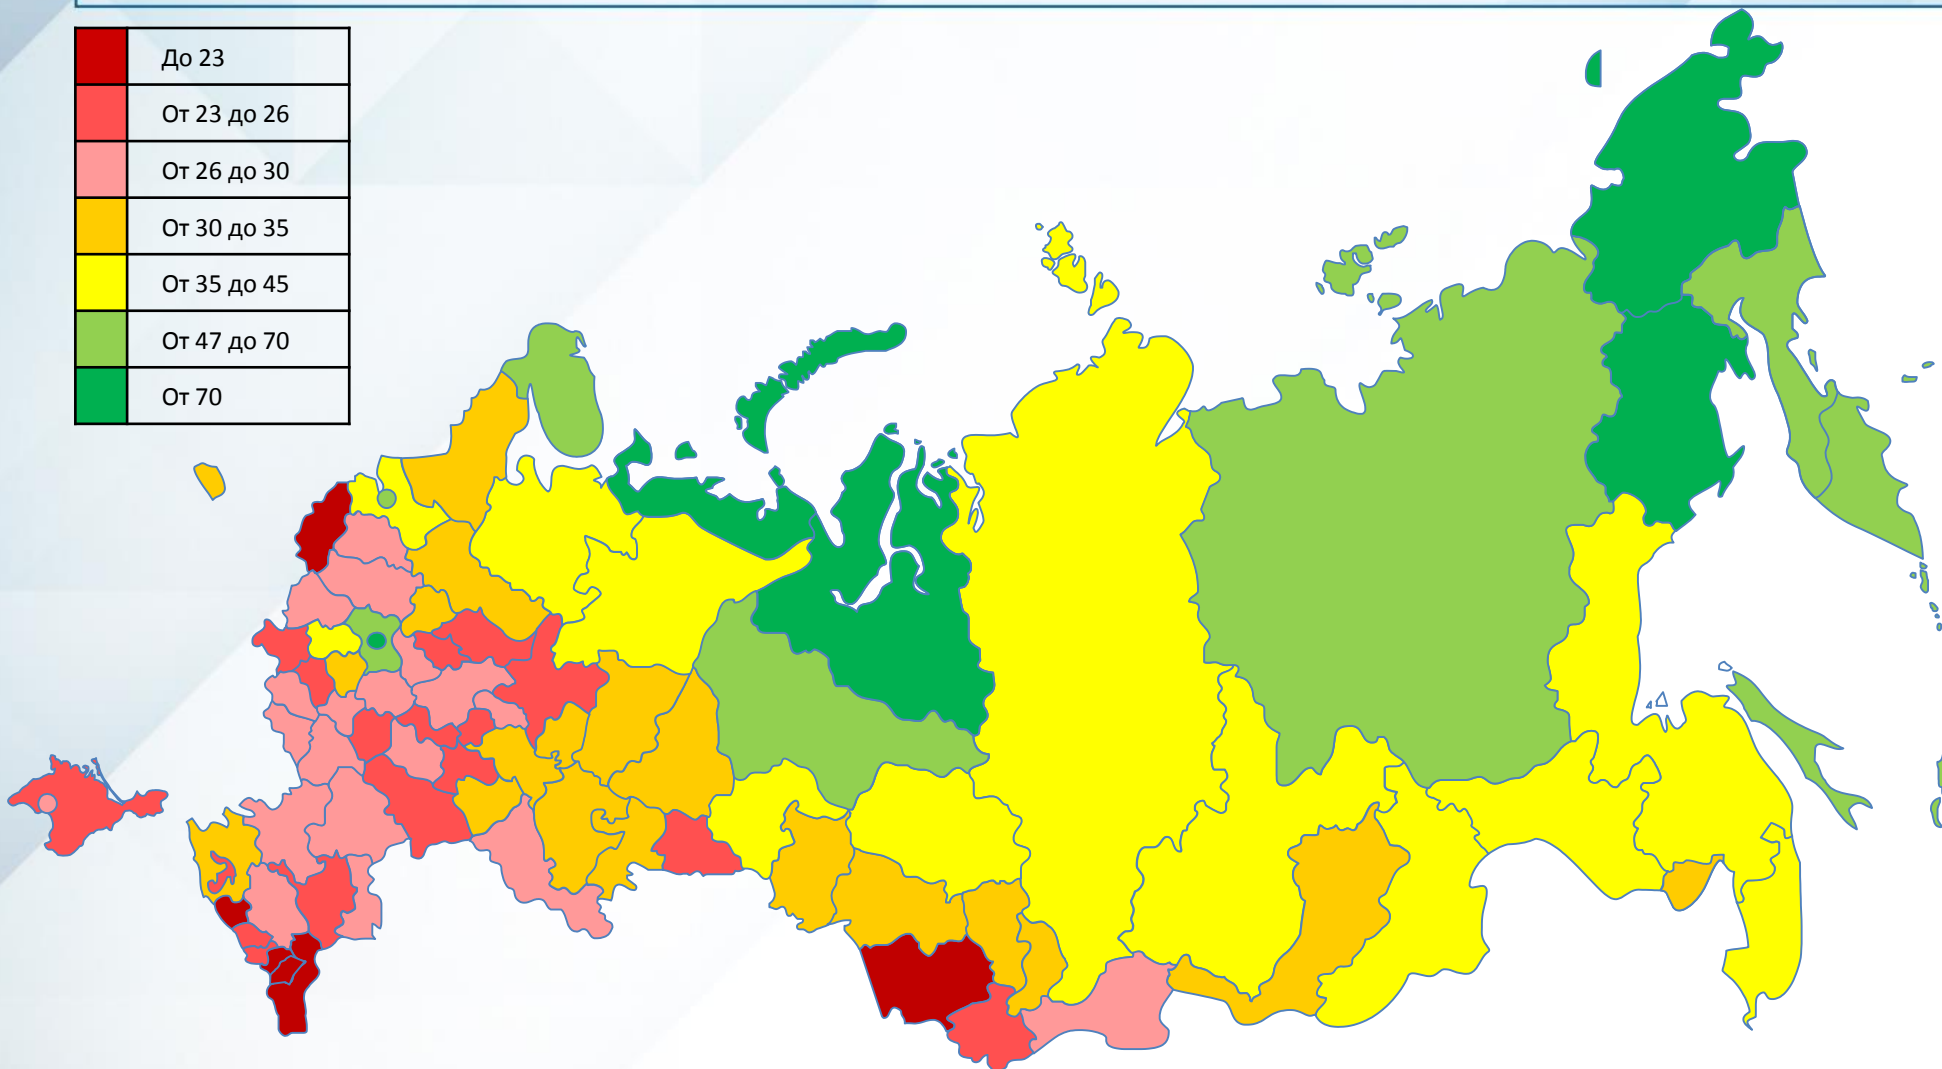 До 23
От 23 до 26
От 26 до 30
От 30 до 35
От 35 до 45
От 47 до 70
От 70